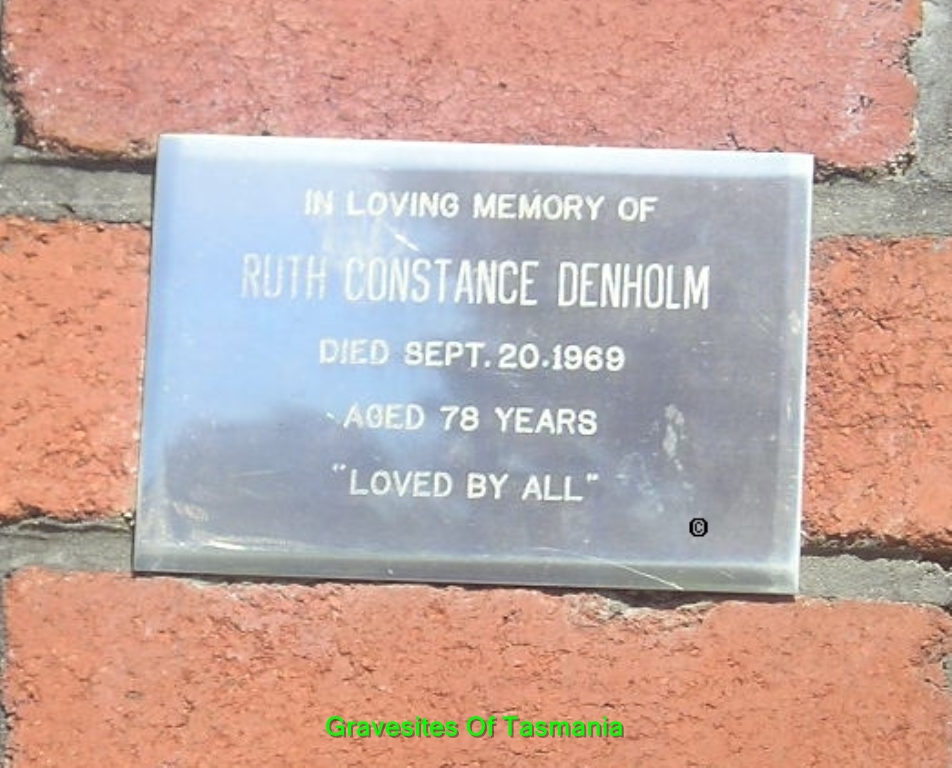 IN LOVING MEMORY OF
RUTH CONSTANCE DENHOLM
DIED SEPT. 20.1969
AGED 78 YEARS
"LOVED BY ALL"
©
Gravesites Of Tasmania